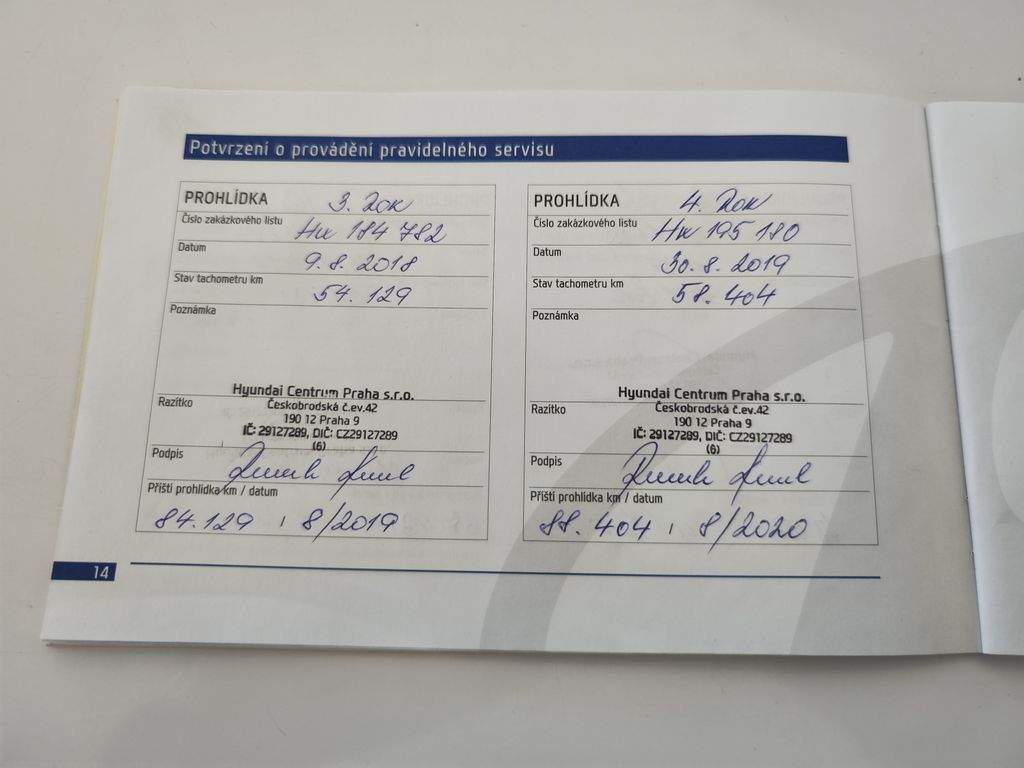 Potvrzení o provádění pravidelného servisu
PROHLÍDKA 3. rok
Číslo zakázkového listu HK 184 782
Datum 9.8.2018
Stav tachometru km 54.129
Poznámka
Hyundai Centrum Praha s.r.o.
Razítko
Českobrodská č.ev.42
190 12 Praha 9
IČ: 29127289, DIČ: CZ29127289
(6)
Podpis
Příští prohlídka km / datum
84.129 / 8/2019
PROHLÍDKA 4. rok
Číslo zakázkového listu HK 195 180
Datum 30.8.2019
Stav tachometru km 58.404
Poznámka
Hyundai Centrum Praha s.r.o.
Razítko
Českobrodská č.ev.42
190 12 Praha 9
IČ: 29127289, DIČ: CZ29127289
(6)
Podpis
Příští prohlídka km / datum
88.404 / 8/2020
14